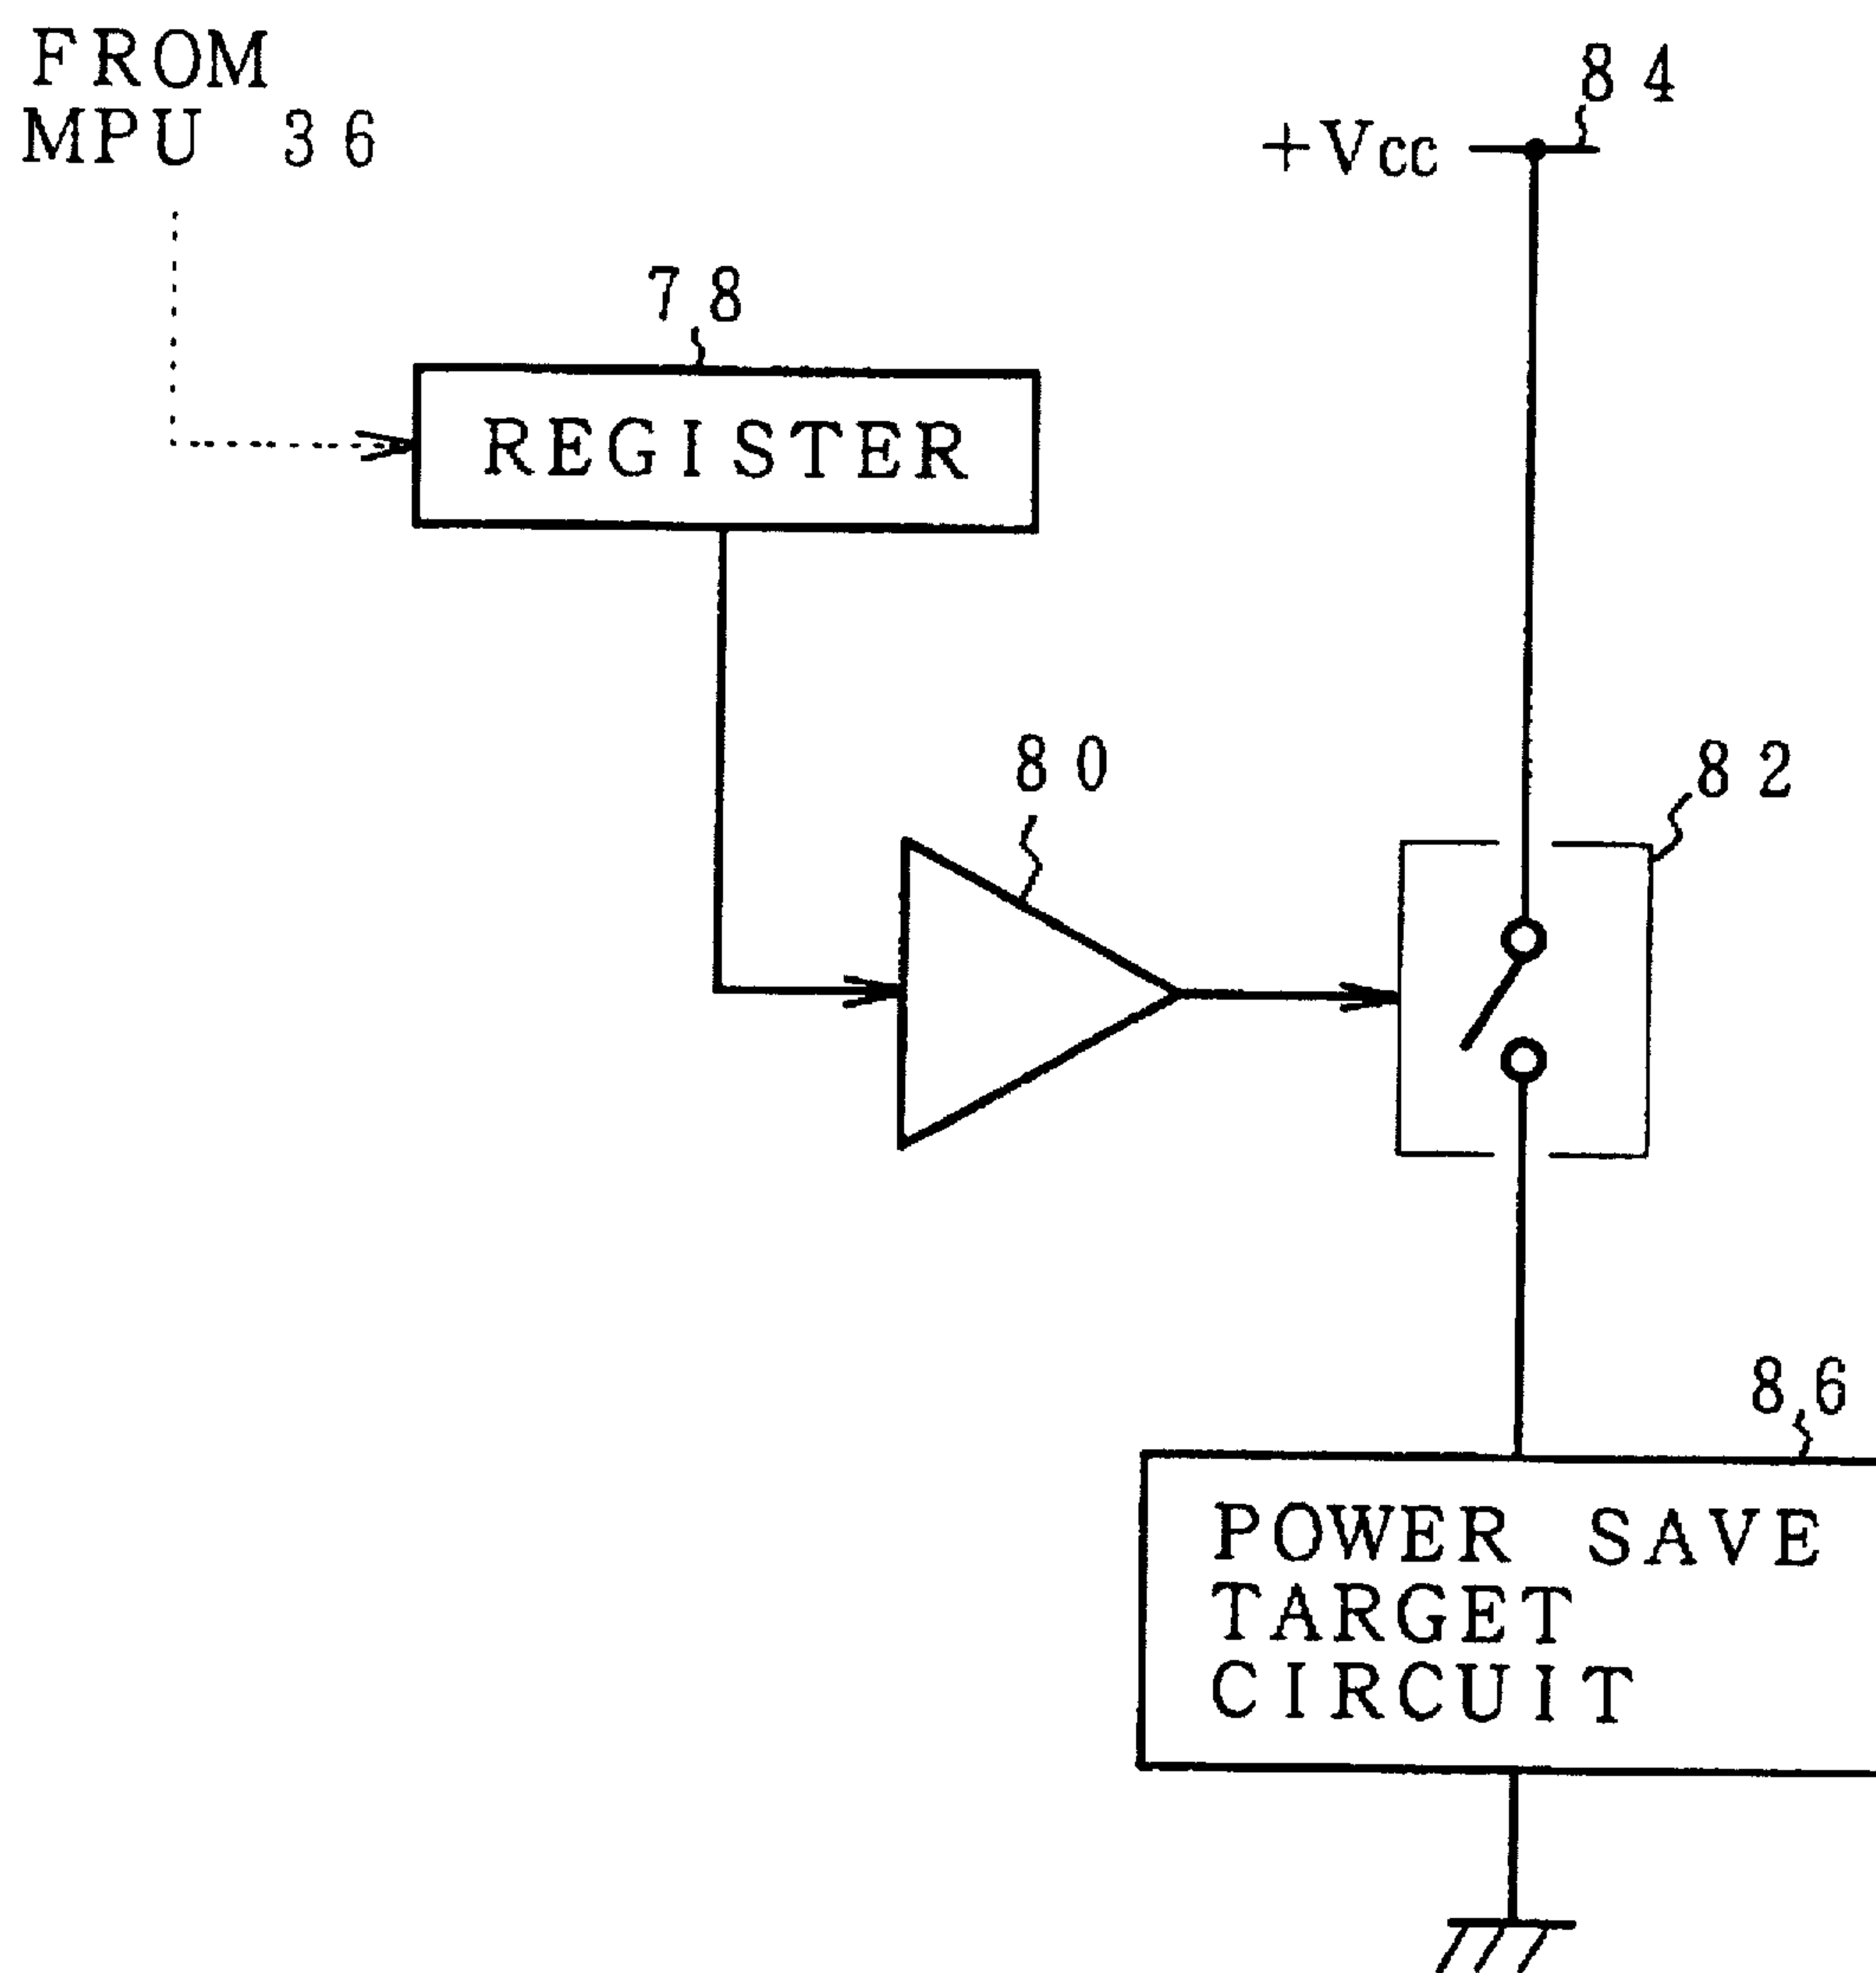 FROM
MPU 36
84
+Vcc
78
REGISTER
80
82
86
POWER SAVE
TARGET
CIRCUIT